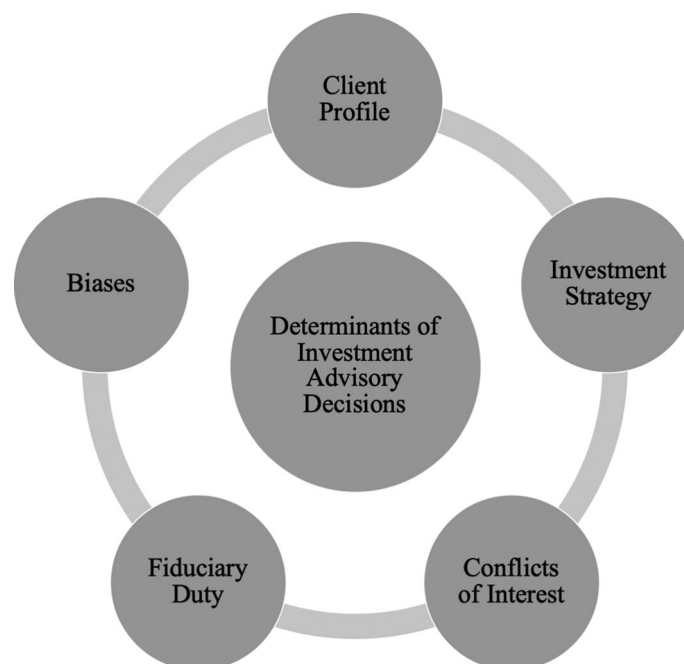 Client
Profile
Investment
Strategy
Conflicts
of Interest
Fiduciary
Duty
Biases
Determinants of
Investment
Advisory
Decisions